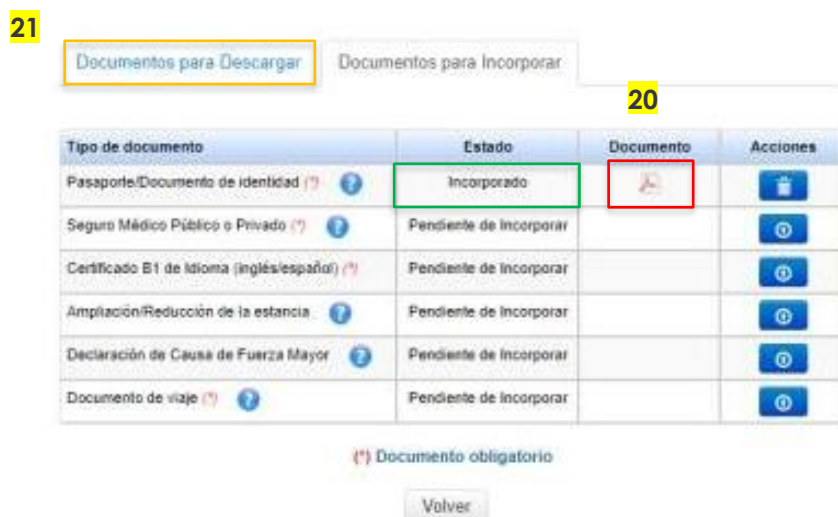 21
Documentos para Descargar Documentos para Incorporar
20
Tipo de documento Estado Documento Acciones
Pasaporte/Documento de identidad (*) Incorporado
Seguro Médico Público o Privado (*) Pendiente de Incorporar
Certificado B1 de Idioma (inglés/español) (*) Pendiente de Incorporar
Ampliación/Reducción de la estancia Pendiente de Incorporar
Declaración de Causa de Fuerza Mayor Pendiente de Incorporar
Documento de viaje (*) Pendiente de Incorporar
(*) Documento obligatorio
Volver